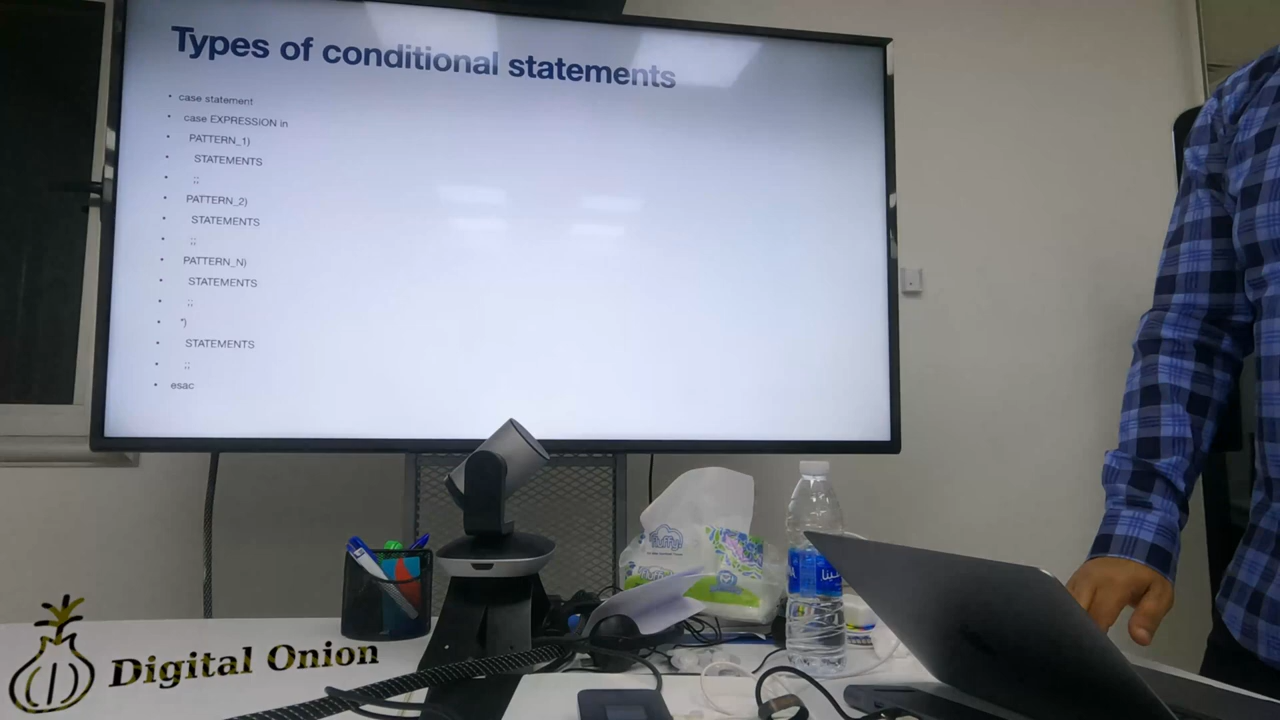 Types of conditional statements
• case statement
• case EXPRESSION in
• PATTERN_1)
• STATEMENTS
• ;;
• PATTERN_2)
• STATEMENTS
• ;;
• PATTERN_N)
• STATEMENTS
• ;;
• *)
• STATEMENTS
• ;;
• esac
fluffy!
Digital Onion